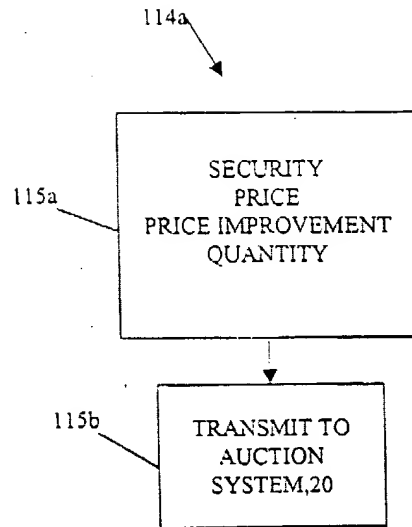 114a
115a
SECURITY
PRICE
PRICE IMPROVEMENT
QUANTITY
115b
TRANSMIT TO
AUCTION
SYSTEM,20